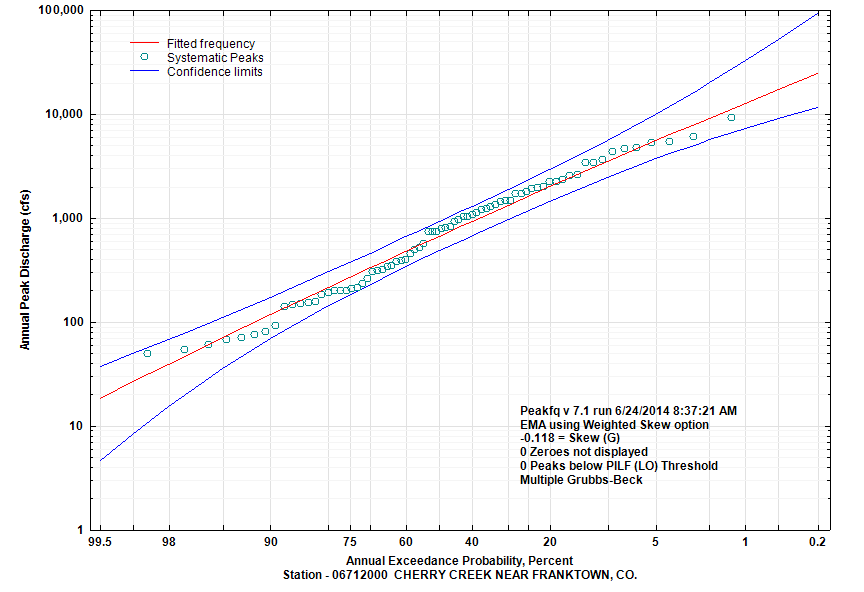 100,000
10,000
1,000
100
10
1
Annual Peak Discharge (cfs)
Fitted frequency
Systematic Peaks
Confidence limits
Peakfq v 7.1 run 6/24/2014 8:37:21 AM
EMA using Weighted Skew option
-0.118 = Skew (G)
0 Zeroes not displayed
0 Peaks below PILF (LO) Threshold
Multiple Grubbs-Beck
99.5 98 90 75 60 40 20 5 1 0.2
Annual Exceedance Probability, Percent
Station - 06712000 CHERRY CREEK NEAR FRANKTOWN, CO.